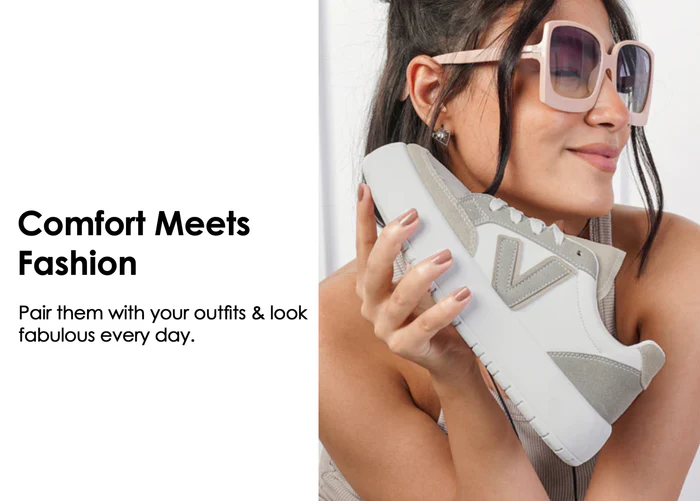 Comfort Meets
Fashion
Pair them with your outfits & look
fabulous every day.
V